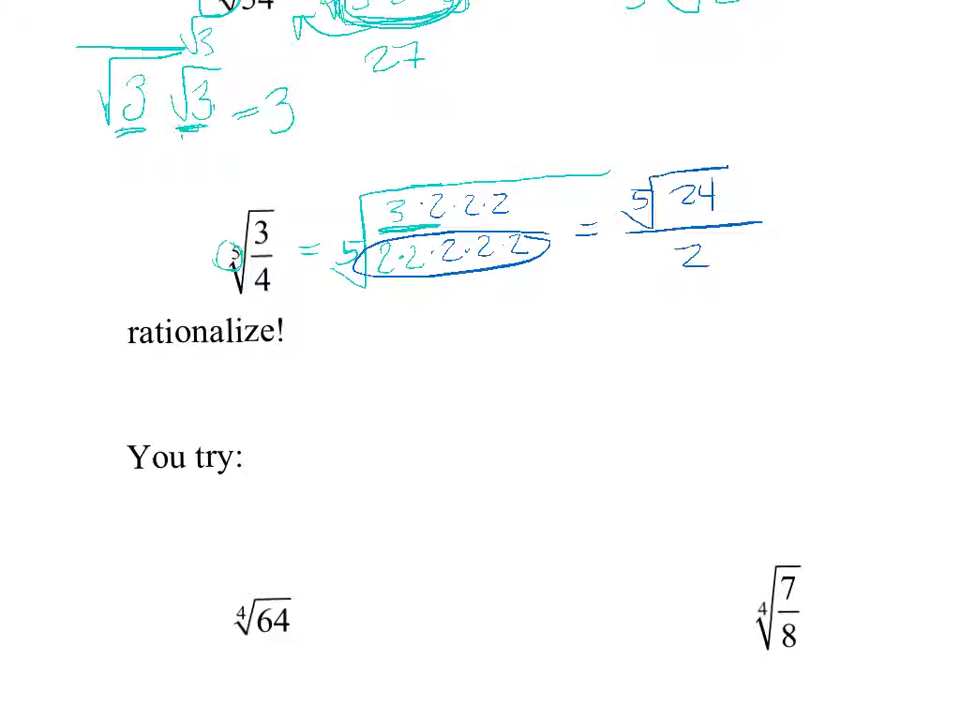 √3
27
√3 √3 = 3
⁵√(3/4) = ⁵√((3·2·2·2)/(2·2·2·2·2)) = ⁵√24/2
rationalize!
You try:
⁴√64 ⁴√(7/8)